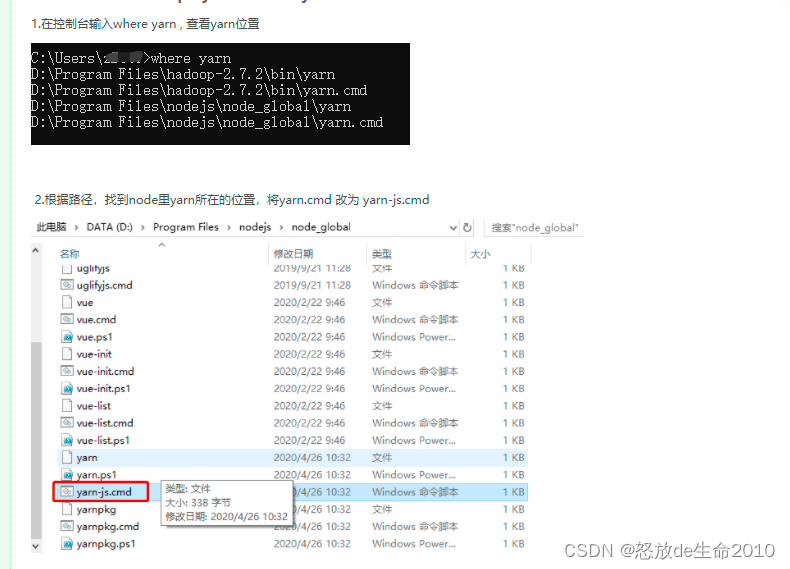 1.在控制台输入where yarn , 查看yarn位置
C:\Users\ >where yarn
D:\Program Files\hadoop-2.7.2\bin\yarn
D:\Program Files\hadoop-2.7.2\bin\yarn.cmd
D:\Program Files\nodejs\node_global\yarn
D:\Program Files\nodejs\node_global\yarn.cmd
2.根据路径，找到node里yarn所在的位置，将yarn.cmd 改为 yarn-js.cmd
此电脑 › DATA (D:) › Program Files › nodejs › node_global 搜索"node_global"
名称 修改日期 类型 大小
uglifyjs 2019/9/21 11:28 文件 1 KB
uglifyjs.cmd 2019/9/21 11:28 Windows 命令脚本 1 KB
vue 2020/2/22 9:46 文件 1 KB
vue.cmd 2020/2/22 9:46 Windows 命令脚本 1 KB
vue.ps1 2020/2/22 9:46 Windows Power... 1 KB
vue-init 2020/2/22 9:46 文件 1 KB
vue-init.cmd 2020/2/22 9:46 Windows 命令脚本 1 KB
vue-init.ps1 2020/2/22 9:46 Windows Power... 1 KB
vue-list 2020/2/22 9:46 文件 1 KB
vue-list.cmd 2020/2/22 9:46 Windows 命令脚本 1 KB
vue-list.ps1 2020/2/22 9:46 Windows Power... 1 KB
yarn 2020/4/26 10:32 文件 1 KB
yarn.ps1 2020/4/26 10:32 Windows Power... 1 KB
yarn-js.cmd 10:32 Windows 命令脚本 1 KB
类型: 文件
大小: 338 字节
修改日期: 2020/4/26 10:32
yarnpkg 10:32 文件 1 KB
yarnpkg.cmd 2020/4/26 10:32 Windows 命令脚本 1 KB
yarnpkg.ps1 2020/4/26 10:32 Windows Power... 1 KB
CSDN @怒放de生命2010